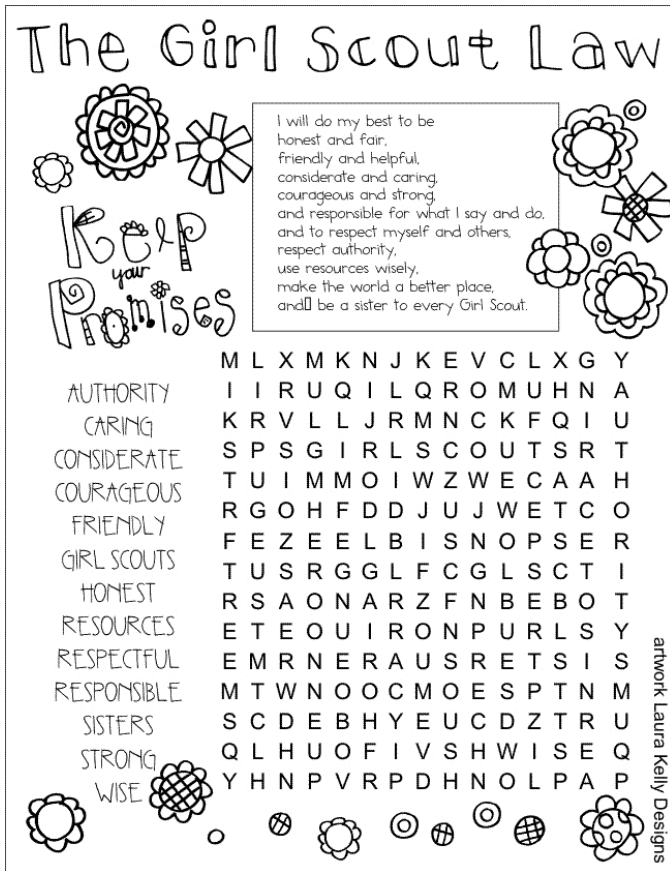 The Girl Scout Law
I will do my best to be
honest and fair,
friendly and helpful,
considerate and caring,
courageous and strong,
and responsible for what I say and do,
and to respect myself and others,
respect authority,
use resources wisely,
make the world a better place,
and▯ be a sister to every Girl Scout.
Keep
your
Promises
AUTHORITY
CARING
CONSIDERATE
COURAGEOUS
FRIENDLY
GIRL SCOUTS
HONEST
RESOURCES
RESPECTFUL
RESPONSIBLE
SISTERS
STRONG
WISE
M L X M K N J K E V C L X G Y
I I R U Q I L Q R O M U H N A
K R V L L J R M N C K F Q I U
S P S G I R L S C O U T S R T
T U I M M O I W Z W E C A A H
R G O H F D D J U J W E T C O
F E Z E E L B I S N O P S E R
T U S R G G L F C G L S C T I
R S A O N A R Z F N B E B O T
E T E O U I R O N P U R L S Y
E M R N E R A U S R E T S I S
M T W N O O C M O E S P T N M
S C D E B H Y E U C D Z T R U
Q L H U O F I V S H W I S E Q
Y H N P V R P D H N O L P A P
artwork Laura Kelly Designs